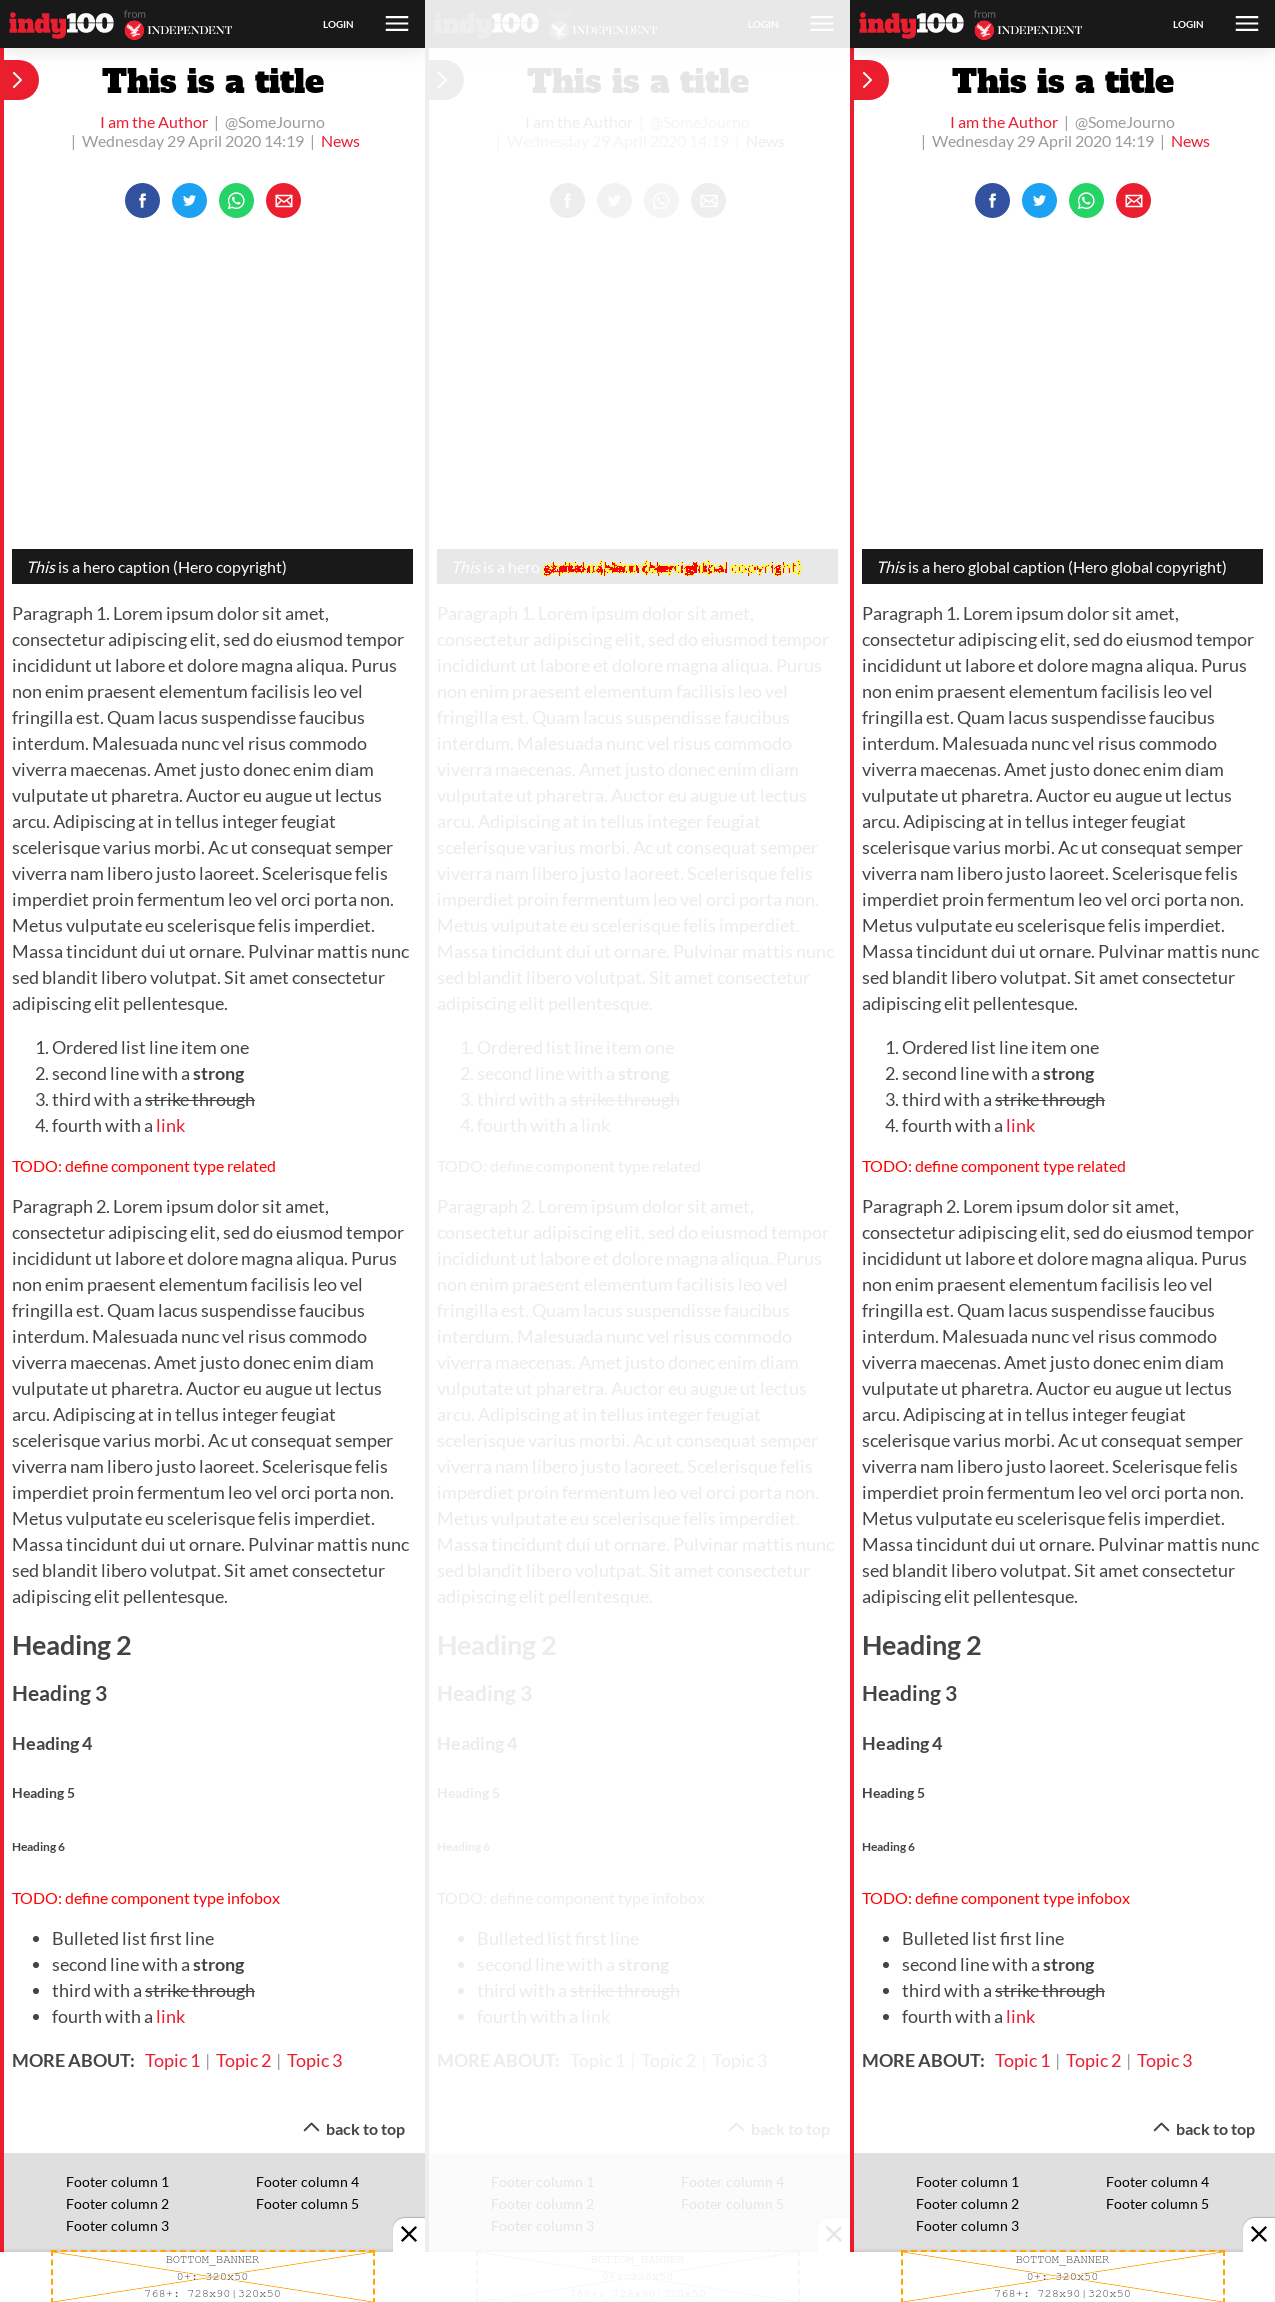 indy100 from INDEPENDENT LOGIN
This is a title
I am the Author | @SomeJourno
| Wednesday 29 April 2020 14:19 | News
This is a hero caption (Hero copyright)
Paragraph 1. Lorem ipsum dolor sit amet,
consectetur adipiscing elit, sed do eiusmod tempor
incididunt ut labore et dolore magna aliqua. Purus
non enim praesent elementum facilisis leo vel
fringilla est. Quam lacus suspendisse faucibus
interdum. Malesuada nunc vel risus commodo
viverra maecenas. Amet justo donec enim diam
vulputate ut pharetra. Auctor eu augue ut lectus
arcu. Adipiscing at in tellus integer feugiat
scelerisque varius morbi. Ac ut consequat semper
viverra nam libero justo laoreet. Scelerisque felis
imperdiet proin fermentum leo vel orci porta non.
Metus vulputate eu scelerisque felis imperdiet.
Massa tincidunt dui ut ornare. Pulvinar mattis nunc
sed blandit libero volutpat. Sit amet consectetur
adipiscing elit pellentesque.
1. Ordered list line item one
2. second line with a strong
3. third with a strike through
4. fourth with a link
TODO: define component type related
Paragraph 2. Lorem ipsum dolor sit amet,
consectetur adipiscing elit, sed do eiusmod tempor
incididunt ut labore et dolore magna aliqua. Purus
non enim praesent elementum facilisis leo vel
fringilla est. Quam lacus suspendisse faucibus
interdum. Malesuada nunc vel risus commodo
viverra maecenas. Amet justo donec enim diam
vulputate ut pharetra. Auctor eu augue ut lectus
arcu. Adipiscing at in tellus integer feugiat
scelerisque varius morbi. Ac ut consequat semper
viverra nam libero justo laoreet. Scelerisque felis
imperdiet proin fermentum leo vel orci porta non.
Metus vulputate eu scelerisque felis imperdiet.
Massa tincidunt dui ut ornare. Pulvinar mattis nunc
sed blandit libero volutpat. Sit amet consectetur
adipiscing elit pellentesque.
Heading 2
Heading 3
Heading 4
Heading 5
Heading 6
TODO: define component type infobox
• Bulleted list first line
• second line with a strong
• third with a strike through
• fourth with a link
MORE ABOUT: Topic 1 | Topic 2 | Topic 3
back to top
Footer column 1 Footer column 4
Footer column 2 Footer column 5
Footer column 3
BOTTOM_BANNER
0+: 320x50
768+: 728x90|320x50
indy100 from INDEPENDENT LOGIN
This is a title
I am the Author | @SomeJourno
| Wednesday 29 April 2020 14:19 | News
This is a hero
Paragraph 1. Lorem ipsum dolor sit amet,
consectetur adipiscing elit, sed do eiusmod tempor
incididunt ut labore et dolore magna aliqua. Purus
non enim praesent elementum facilisis leo vel
fringilla est. Quam lacus suspendisse faucibus
interdum. Malesuada nunc vel risus commodo
viverra maecenas. Amet justo donec enim diam
vulputate ut pharetra. Auctor eu augue ut lectus
arcu. Adipiscing at in tellus integer feugiat
scelerisque varius morbi. Ac ut consequat semper
viverra nam libero justo laoreet. Scelerisque felis
imperdiet proin fermentum leo vel orci porta non.
Metus vulputate eu scelerisque felis imperdiet.
Massa tincidunt dui ut ornare. Pulvinar mattis nunc
sed blandit libero volutpat. Sit amet consectetur
adipiscing elit pellentesque.
1. Ordered list line item one
2. second line with a strong
3. third with a strike through
4. fourth with a link
TODO: define component type related
Paragraph 2. Lorem ipsum dolor sit amet,
consectetur adipiscing elit, sed do eiusmod tempor
incididunt ut labore et dolore magna aliqua. Purus
non enim praesent elementum facilisis leo vel
fringilla est. Quam lacus suspendisse faucibus
interdum. Malesuada nunc vel risus commodo
viverra maecenas. Amet justo donec enim diam
vulputate ut pharetra. Auctor eu augue ut lectus
arcu. Adipiscing at in tellus integer feugiat
scelerisque varius morbi. Ac ut consequat semper
viverra nam libero justo laoreet. Scelerisque felis
imperdiet proin fermentum leo vel orci porta non.
Metus vulputate eu scelerisque felis imperdiet.
Massa tincidunt dui ut ornare. Pulvinar mattis nunc
sed blandit libero volutpat. Sit amet consectetur
adipiscing elit pellentesque.
Heading 2
Heading 3
Heading 4
Heading 5
Heading 6
TODO: define component type infobox
• Bulleted list first line
• second line with a strong
• third with a strike through
• fourth with a link
MORE ABOUT: Topic 1 | Topic 2 | Topic 3
back to top
Footer column 1 Footer column 4
Footer column 2 Footer column 5
Footer column 3
BOTTOM_BANNER
0+: 320x50
768+: 728x90|320x50
indy100 from INDEPENDENT LOGIN
This is a title
I am the Author | @SomeJourno
| Wednesday 29 April 2020 14:19 | News
This is a hero global caption (Hero global copyright)
Paragraph 1. Lorem ipsum dolor sit amet,
consectetur adipiscing elit, sed do eiusmod tempor
incididunt ut labore et dolore magna aliqua. Purus
non enim praesent elementum facilisis leo vel
fringilla est. Quam lacus suspendisse faucibus
interdum. Malesuada nunc vel risus commodo
viverra maecenas. Amet justo donec enim diam
vulputate ut pharetra. Auctor eu augue ut lectus
arcu. Adipiscing at in tellus integer feugiat
scelerisque varius morbi. Ac ut consequat semper
viverra nam libero justo laoreet. Scelerisque felis
imperdiet proin fermentum leo vel orci porta non.
Metus vulputate eu scelerisque felis imperdiet.
Massa tincidunt dui ut ornare. Pulvinar mattis nunc
sed blandit libero volutpat. Sit amet consectetur
adipiscing elit pellentesque.
1. Ordered list line item one
2. second line with a strong
3. third with a strike through
4. fourth with a link
TODO: define component type related
Paragraph 2. Lorem ipsum dolor sit amet,
consectetur adipiscing elit, sed do eiusmod tempor
incididunt ut labore et dolore magna aliqua. Purus
non enim praesent elementum facilisis leo vel
fringilla est. Quam lacus suspendisse faucibus
interdum. Malesuada nunc vel risus commodo
viverra maecenas. Amet justo donec enim diam
vulputate ut pharetra. Auctor eu augue ut lectus
arcu. Adipiscing at in tellus integer feugiat
scelerisque varius morbi. Ac ut consequat semper
viverra nam libero justo laoreet. Scelerisque felis
imperdiet proin fermentum leo vel orci porta non.
Metus vulputate eu scelerisque felis imperdiet.
Massa tincidunt dui ut ornare. Pulvinar mattis nunc
sed blandit libero volutpat. Sit amet consectetur
adipiscing elit pellentesque.
Heading 2
Heading 3
Heading 4
Heading 5
Heading 6
TODO: define component type infobox
• Bulleted list first line
• second line with a strong
• third with a strike through
• fourth with a link
MORE ABOUT: Topic 1 | Topic 2 | Topic 3
back to top
Footer column 1 Footer column 4
Footer column 2 Footer column 5
Footer column 3
BOTTOM_BANNER
0+: 320x50
768+: 728x90|320x50